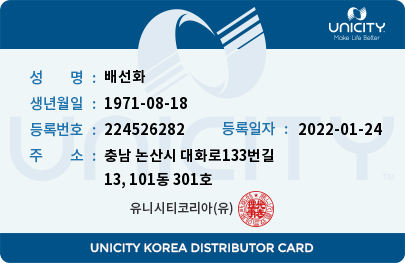 UNICITY
Make Life Better
성 명 : 배선화
생년월일 : 1971-08-18
등록번호 : 224526282 등록일자 : 2022-01-24
주 소 : 충남 논산시 대화로133번길
13, 101동 301호
UNICITY
TM
유니시티코리아(유)
UNICITY KOREA DISTRIBUTOR CARD